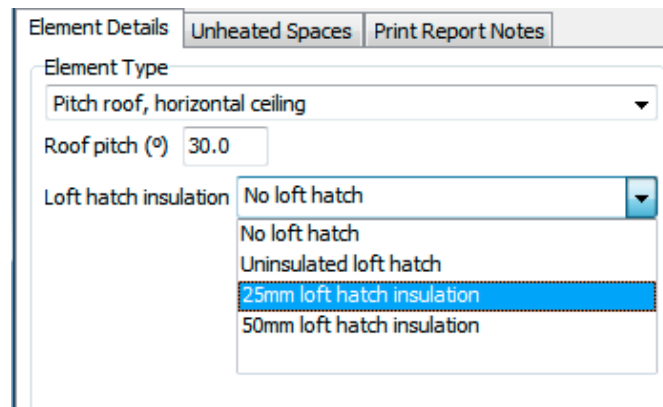 Element Details Unheated Spaces Print Report Notes
Element Type
Pitch roof, horizontal ceiling
Roof pitch (º) 30.0
Loft hatch insulation No loft hatch
No loft hatch
Uninsulated loft hatch
25mm loft hatch insulation
50mm loft hatch insulation